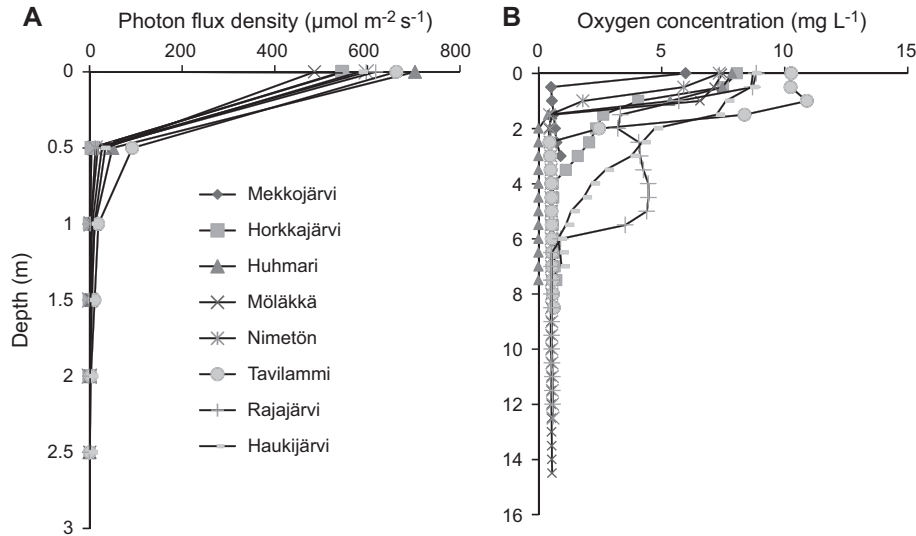 A
Photon flux density (µmol m-2 s-1)
0 200 400 600 800
0
0.5
1
1.5
2
2.5
3
Depth (m)
Mekkojärvi
Horkkajärvi
Huhmari
Möläkkä
Nimetön
Tavilammi
Rajajärvi
Haukijärvi
B
Oxygen concentration (mg L-1)
0 5 10 15
0
2
4
6
8
10
12
14
16